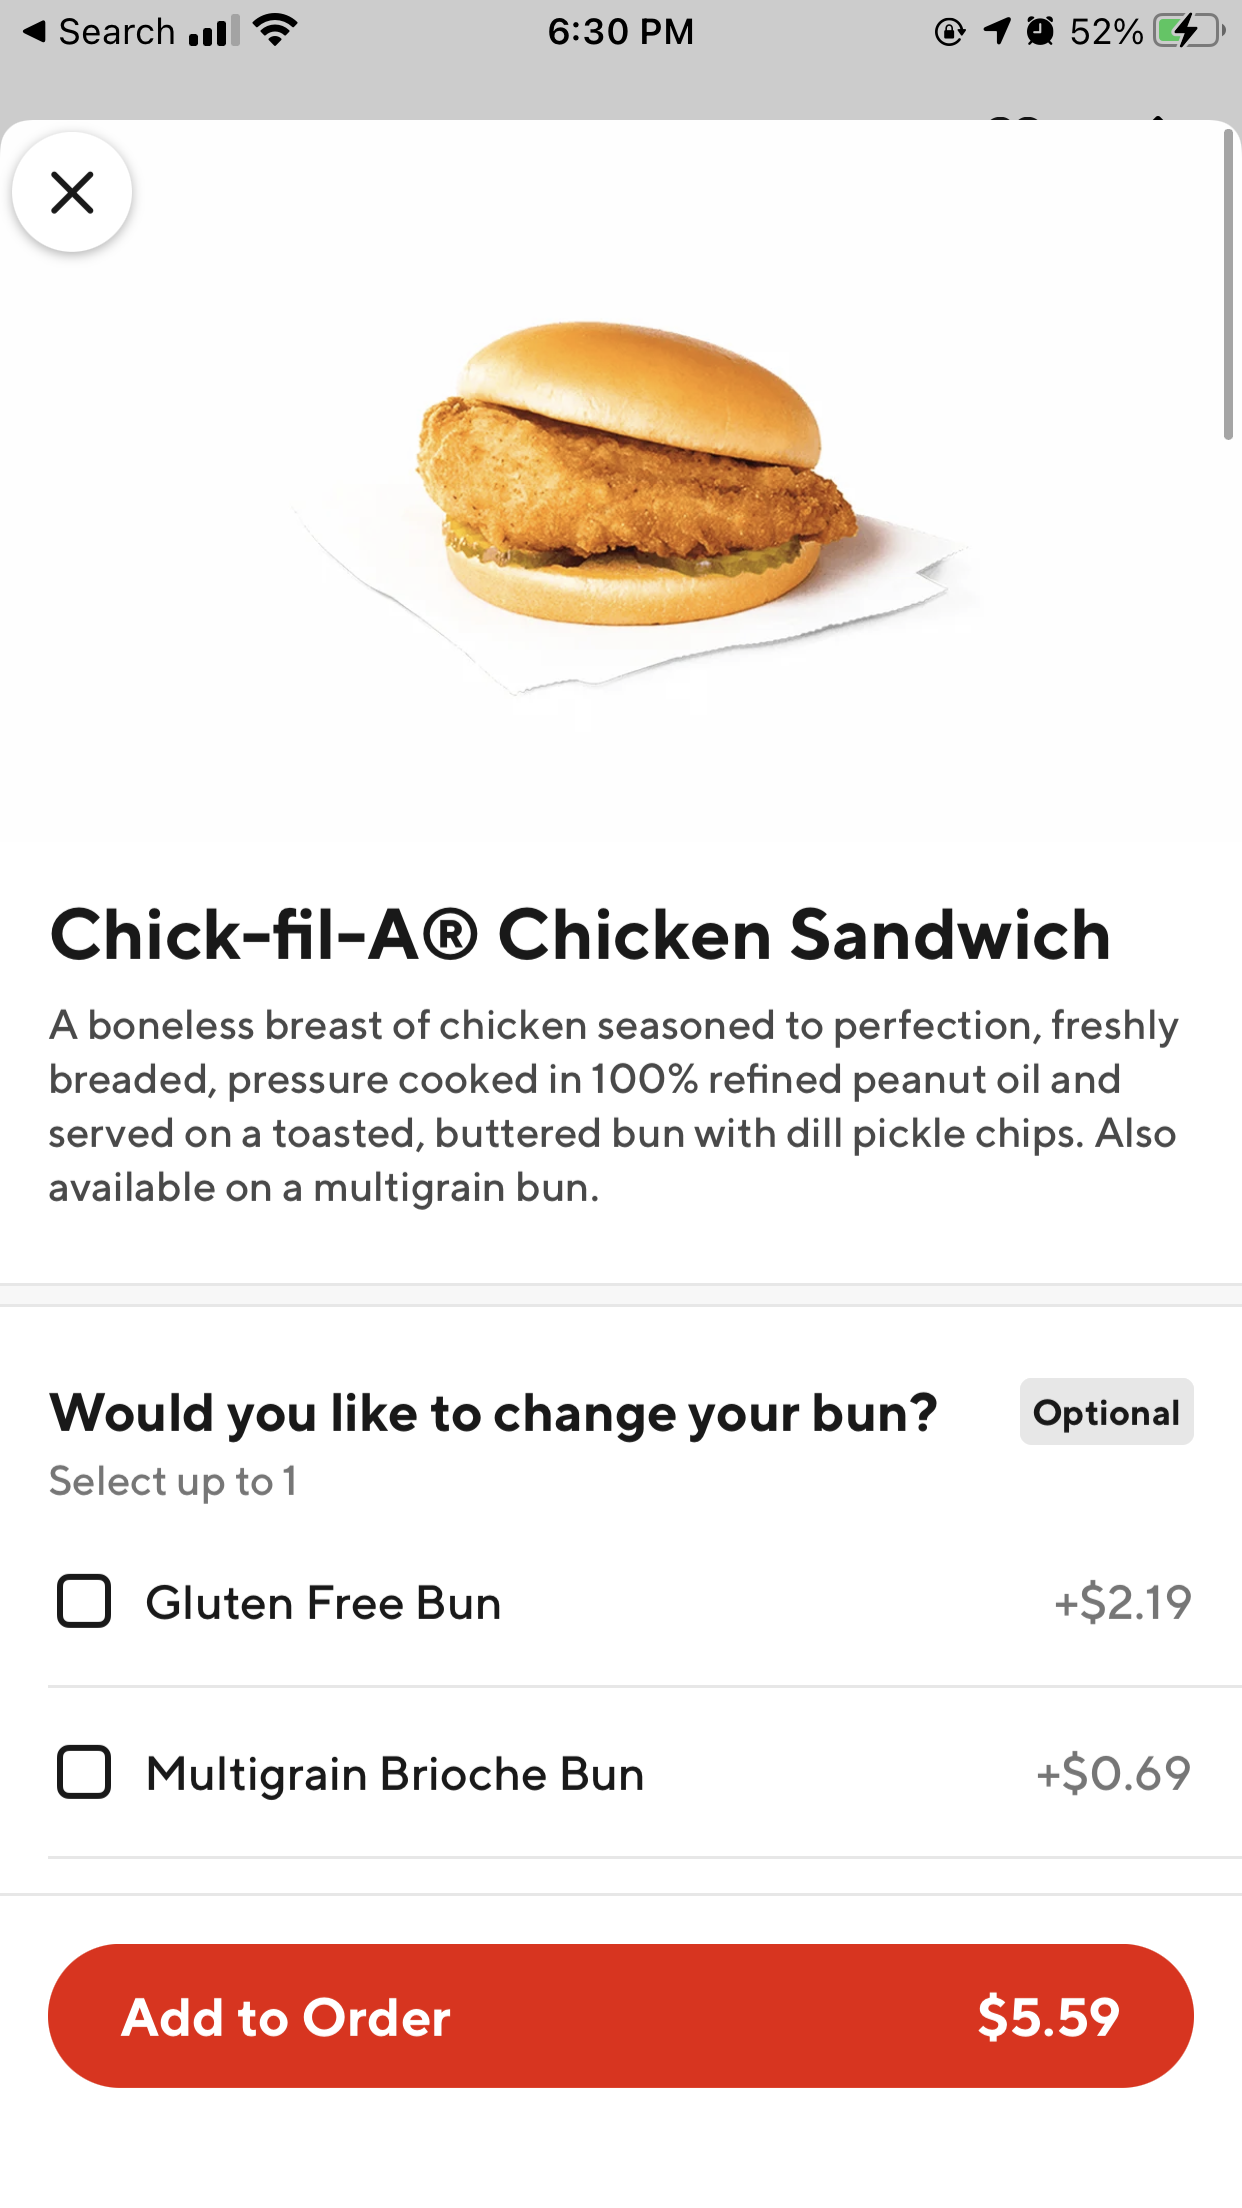 Search
6:30 PM
52%
Chick-fil-A® Chicken Sandwich
A boneless breast of chicken seasoned to perfection, freshly
breaded, pressure cooked in 100% refined peanut oil and
served on a toasted, buttered bun with dill pickle chips. Also
available on a multigrain bun.
Would you like to change your bun?
Optional
Select up to 1
Gluten Free Bun +$2.19
Multigrain Brioche Bun +$0.69
Add to Order $5.59